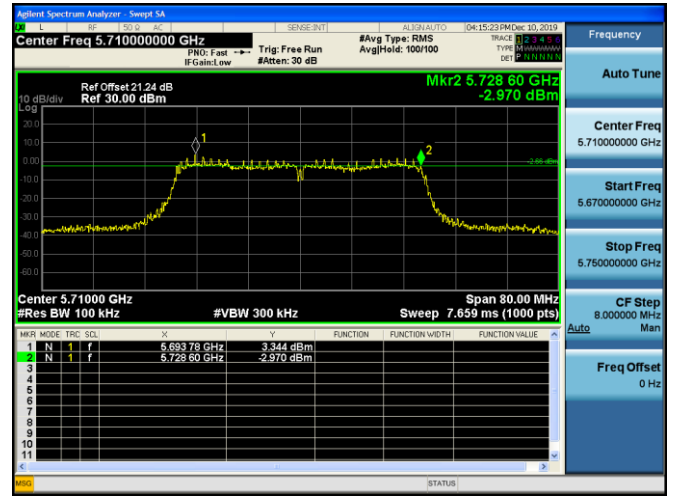 Agilent Spectrum Analyzer - Swept SA
L RF 50 Ω AC SENSE:INT ALIGNAUTO 04:15:23 PM Dec 10, 2019
Center Freq 5.710000000 GHz
PNO: Fast
IFGain:Low
Trig: Free Run
#Atten: 30 dB
#Avg Type: RMS
Avg|Hold: 100/100
TRACE 1 2 3 4 5 6
TYPE M
DET P N N N N N
Frequency
Mkr2 5.728 60 GHz
-2.970 dBm
Ref Offset 21.24 dB
10 dB/div Ref 30.00 dBm
Log
20.0
10.0
0.00
-10.0
-20.0
-30.0
-40.0
-50.0
-60.0
1
2
-2.66 dBm
Center 5.71000 GHz Span 80.00 MHz
#Res BW 100 kHz #VBW 300 kHz Sweep 7.659 ms (1000 pts)
MKR MODE TRC SCL X Y FUNCTION FUNCTION WIDTH FUNCTION VALUE
1 N 1 f 5.693 78 GHz 3.344 dBm
2 N 1 f 5.728 60 GHz -2.970 dBm
3
4
5
6
7
8
9
10
11
MSG STATUS
Auto Tune
Center Freq
5.710000000 GHz
Start Freq
5.670000000 GHz
Stop Freq
5.750000000 GHz
CF Step
8.000000 MHz
Auto Man
Freq Offset
0 Hz